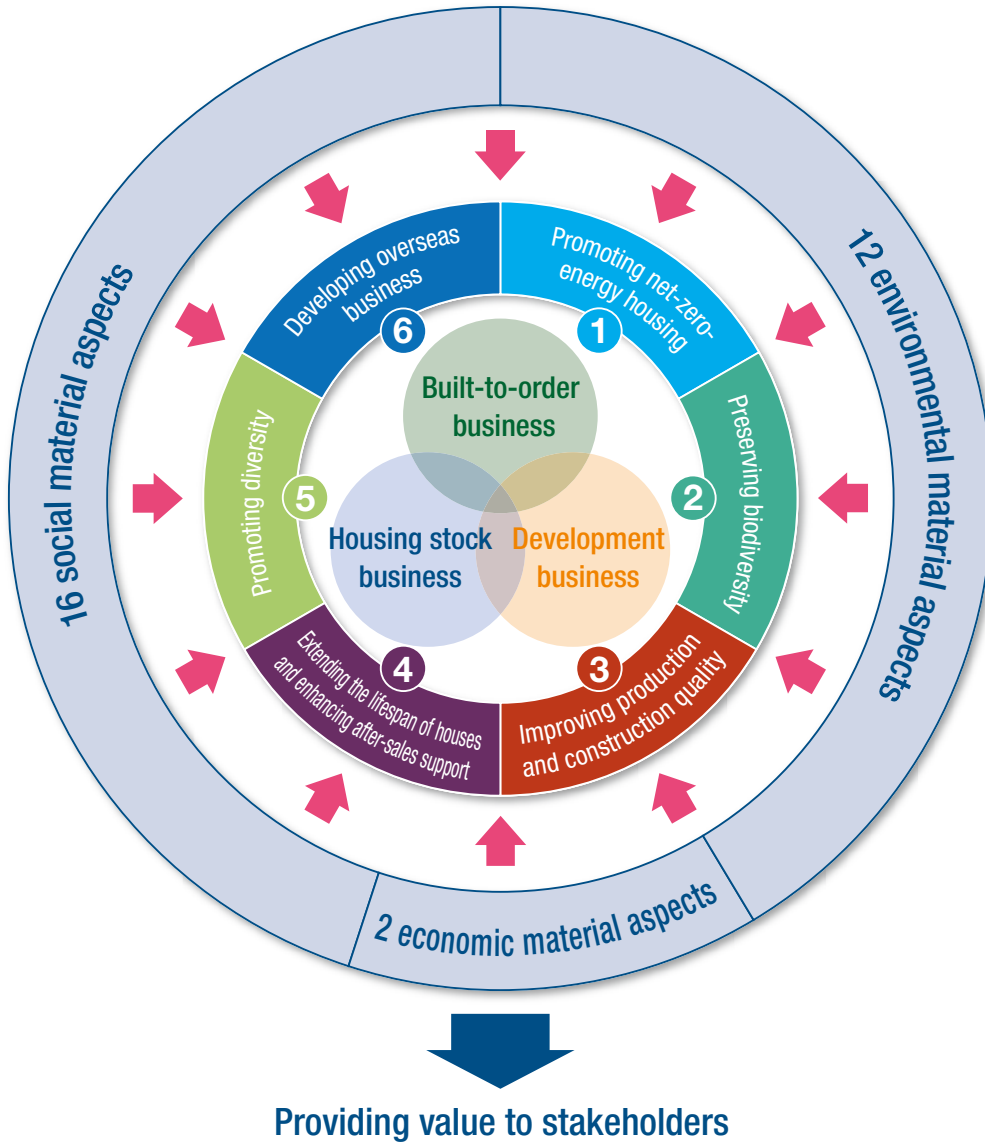 16 social material aspects
12 environmental material aspects
2 economic material aspects
1
Promoting net-zero-
energy housing
2
Preserving biodiversity
3
Improving production
and construction quality
4
Extending the lifespan of houses
and enhancing after-sales support
5
Promoting diversity
6
Developing overseas
business
Built-to-order
business
Housing stock
business
Development
business
Providing value to stakeholders